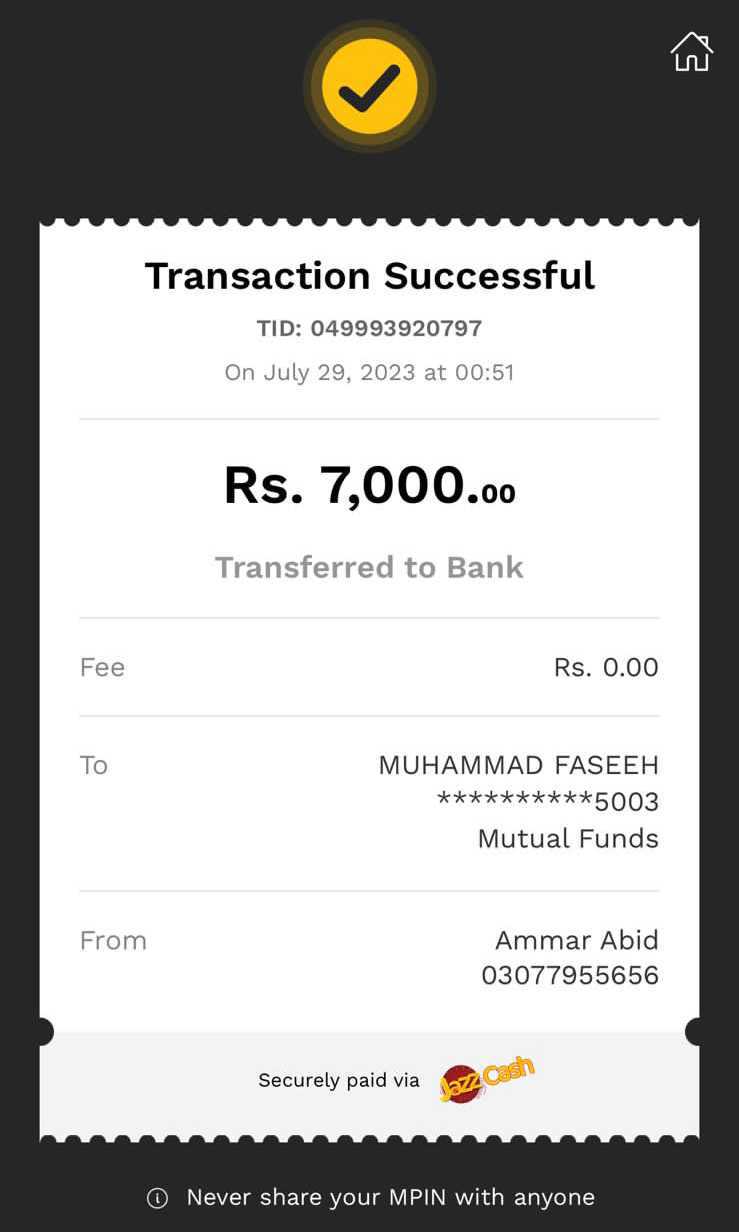 Transaction Successful
TID: 049993920797
On July 29, 2023 at 00:51
Rs. 7,000.00
Transferred to Bank
Fee Rs. 0.00
To MUHAMMAD FASEEH
**********5003
Mutual Funds
From Ammar Abid
03077955656
Securely paid via JazzCash
Never share your MPIN with anyone